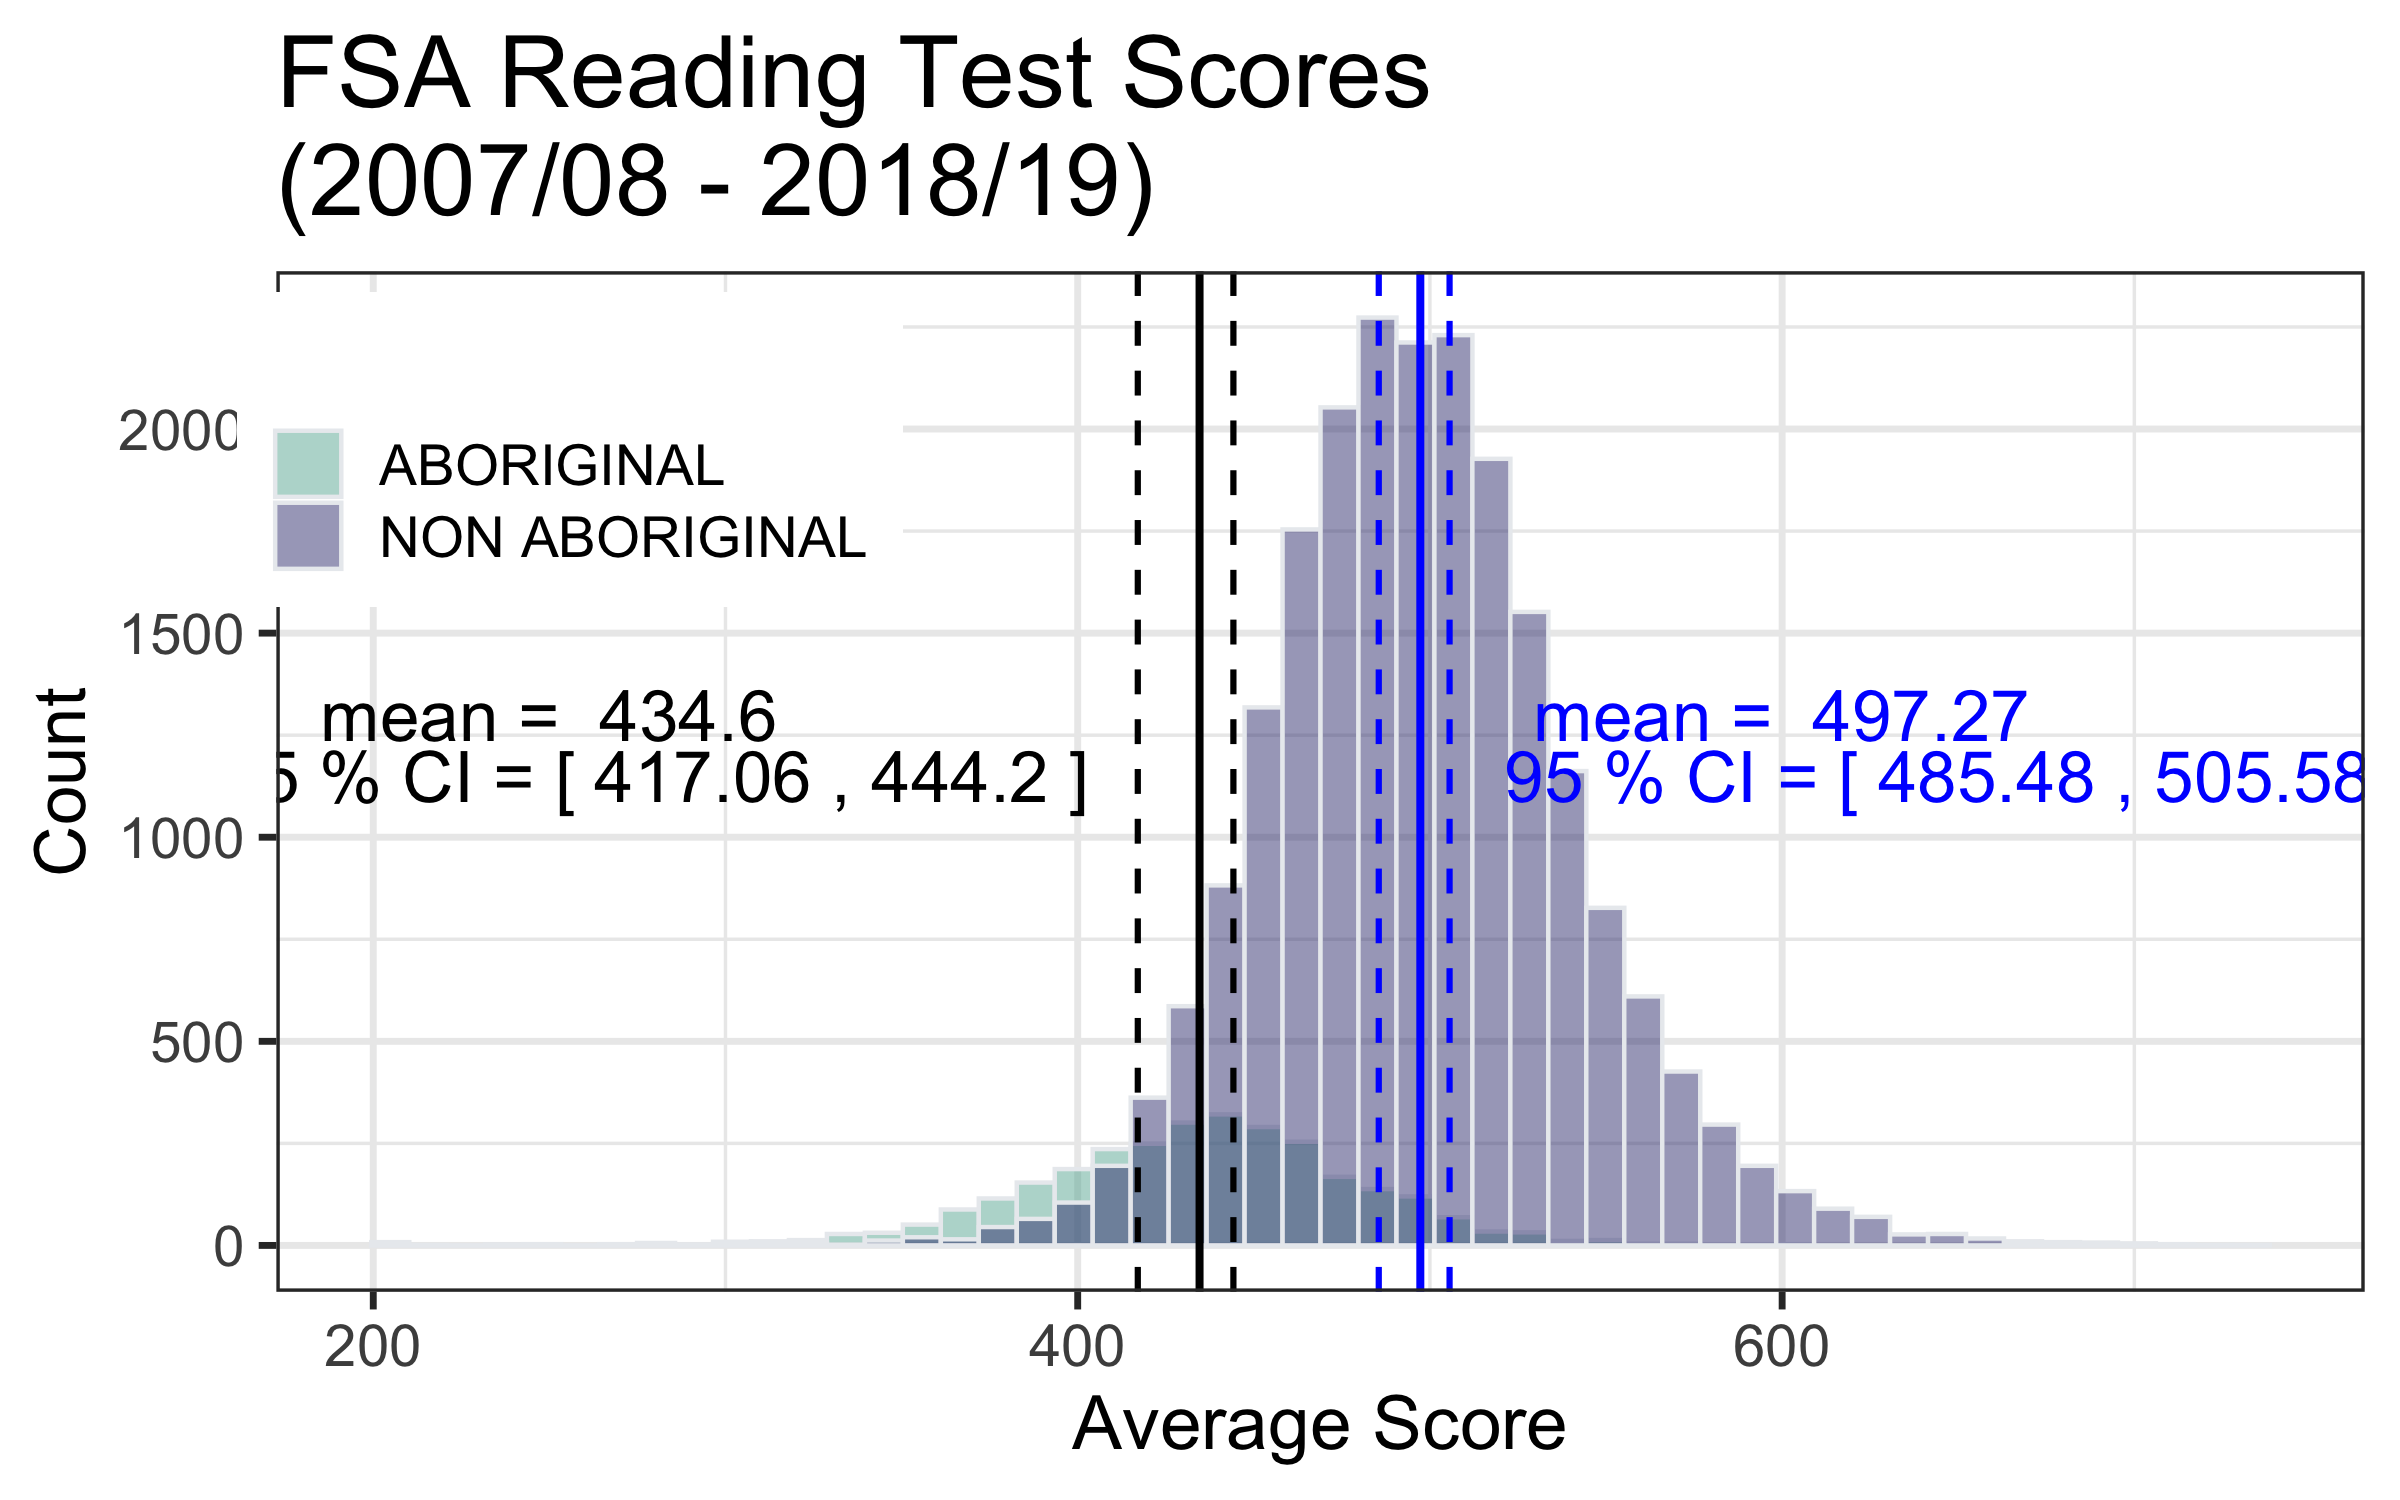 FSA Reading Test Scores
(2007/08 - 2018/19)
2000
ABORIGINAL
NON ABORIGINAL
1500
mean = 434.6
mean = 497.27
5 % CI = [ 417.06 , 444.2 ]
95 % CI = [ 485.48 , 505.58
1000
500
0
Count
200
400
600
Average Score